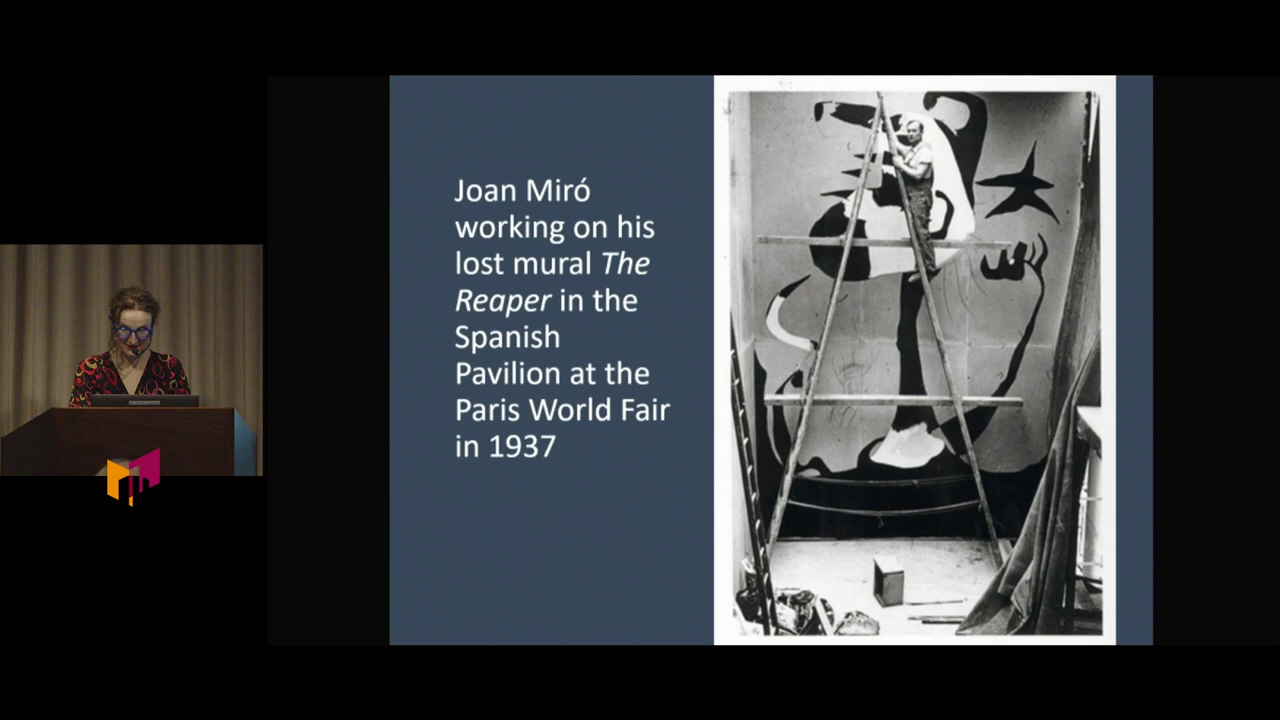 Joan Miró
working on his
lost mural The
Reaper in the
Spanish
Pavilion at the
Paris World Fair
in 1937